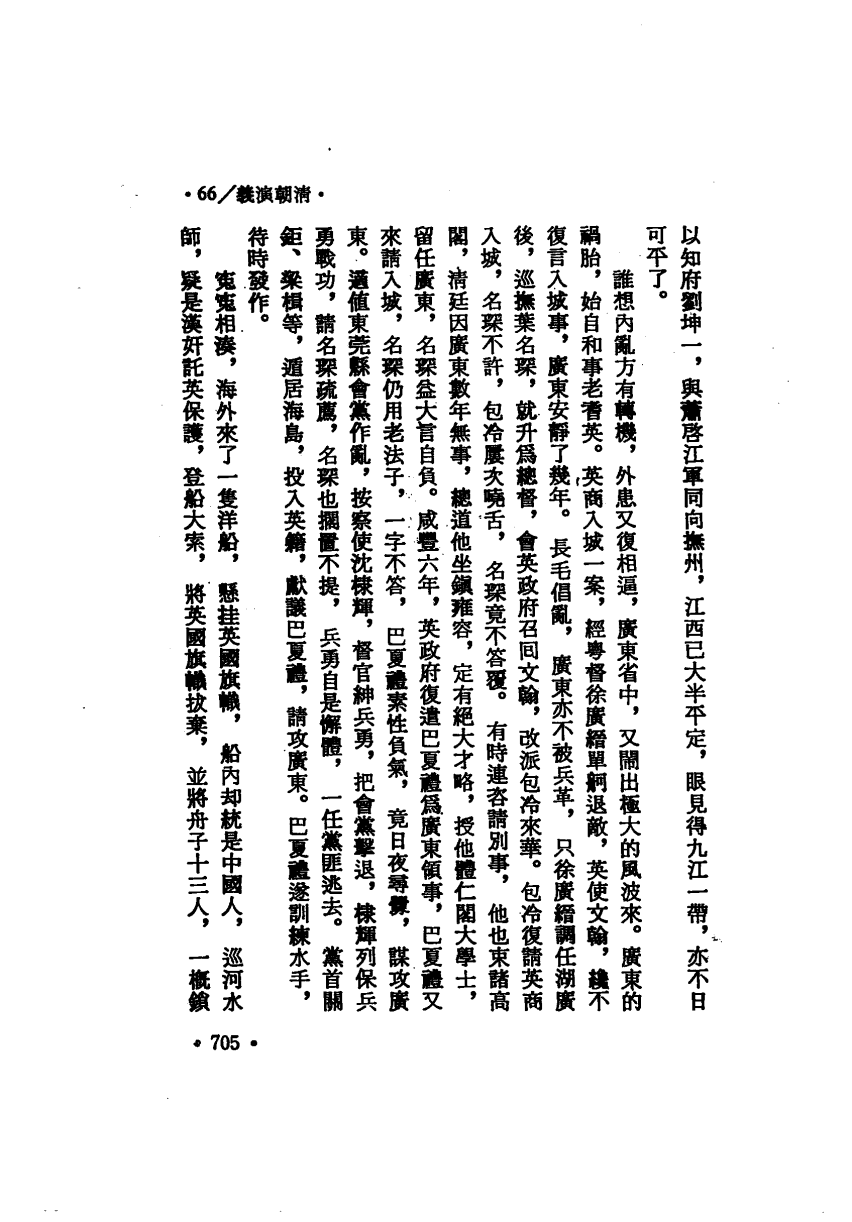 •66／義演朝清•
以知府劉坤一，與蕭啓江軍同向撫州，江西已大半平定，眼見得九江一帶，亦不日
可平了。
誰想內亂方有轉機，外患又復相逼，廣東省中，又鬧出極大的風波來。廣東的
禍胎，始自和事老耆英。英商入城一案，經粵督徐廣縉單舸退敵，英使文翰，纔不
復言入城事，廣東安靜了幾年。長毛倡亂，廣東亦不被兵革，只徐廣縉調任湖廣
後，巡撫葉名琛，就升爲總督，會英政府召囘文翰，改派包冷來華。包冷復請英商
入城，名琛不許，包冷屢次嘵舌，名琛竟不答覆。有時連咨請別事，他也束諸高
閣，淸廷因廣東數年無事，總道他坐鎭雍容，定有絕大才略，授他體仁閣大學士，
留任廣東，名琛益大言自負。咸豐六年，英政府復遣巴夏禮爲廣東領事，巴夏禮又
來請入城，名琛仍用老法子，一字不答，巴夏禮素性負氣，竟日夜尋釁，謀攻廣
東。適值東莞縣會黨作亂，按察使沈棣輝，督官紳兵勇，把會黨擊退，棣輝列保兵
勇戰功，請名琛疏薦，名琛也擱置不提，兵勇自是懈體，一任黨匪逃去。黨首關
鉅、梁楫等，遁居海島，投入英籍，獻議巴夏禮，請攻廣東。巴夏禮遂訓練水手，
待時發作。
寃寃相湊，海外來了一隻洋船，懸挂英國旗幟，船內却統是中國人，巡河水
師，疑是漢奸託英保護，登船大索，將英國旗幟拔棄，並將舟子十三人，一概鎖
•705•